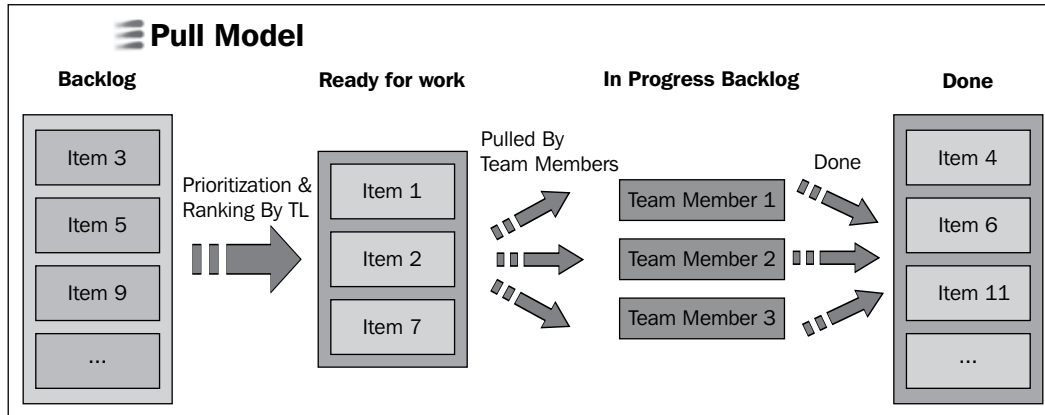 Pull Model
Backlog
Ready for work
In Progress Backlog
Done
Item 3
Item 5
Item 9
...
Prioritization &
Ranking By TL
Item 1
Item 2
Item 7
Pulled By
Team Members
Team Member 1
Team Member 2
Team Member 3
Done
Item 4
Item 6
Item 11
...